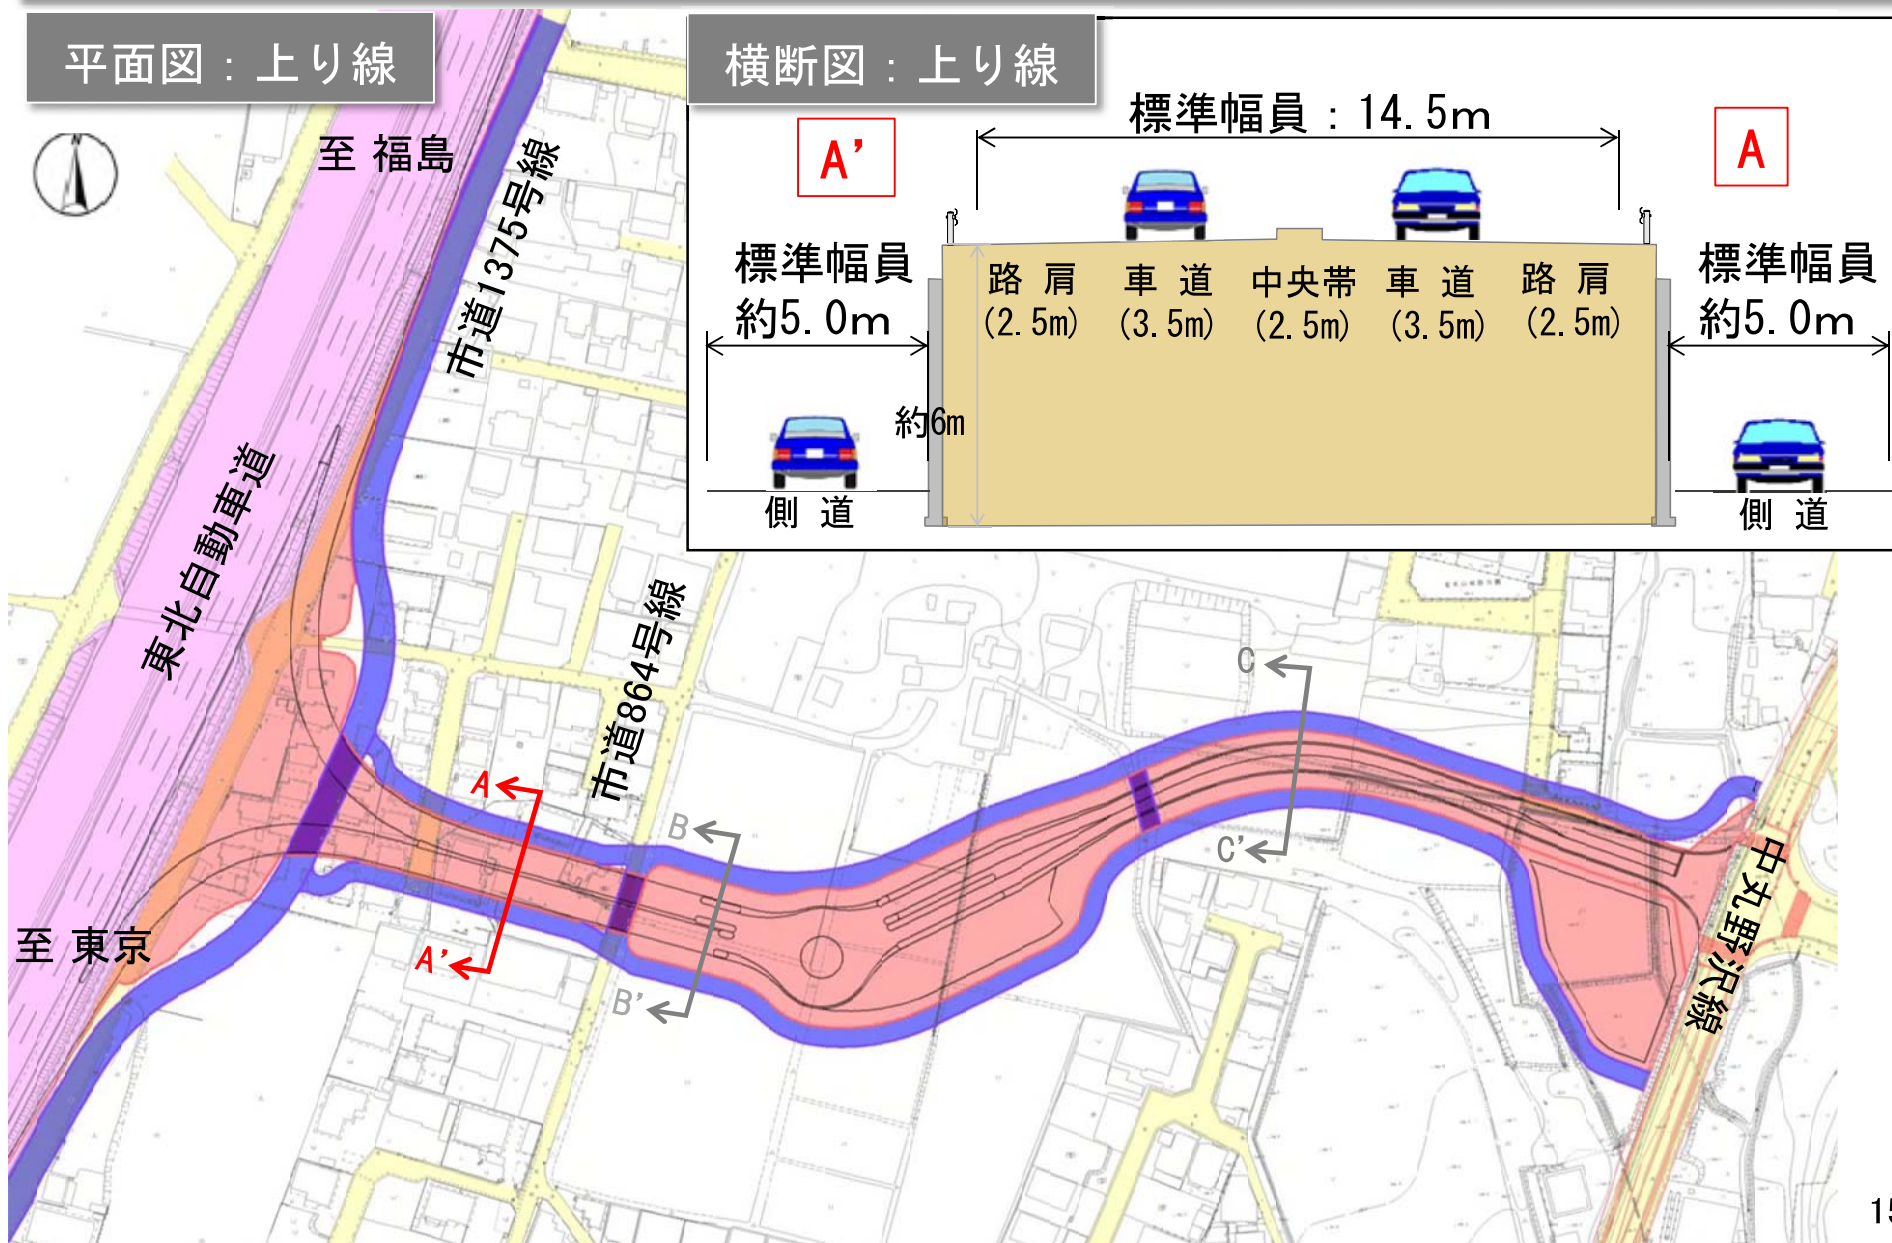 平面図：上り線
横断図：上り線
標準幅員：14.5m
A’
A
標準幅員
約5.0m
標準幅員
約5.0m
路 肩
(2.5m)
車 道
(3.5m)
中央帯
(2.5m)
車 道
(3.5m)
路 肩
(2.5m)
約6m
側 道
側 道
N
至 福島
市道1375号線
東北自動車道
市道864号線
至 東京
A
A’
B
B’
C
C’
中丸野沢線
15